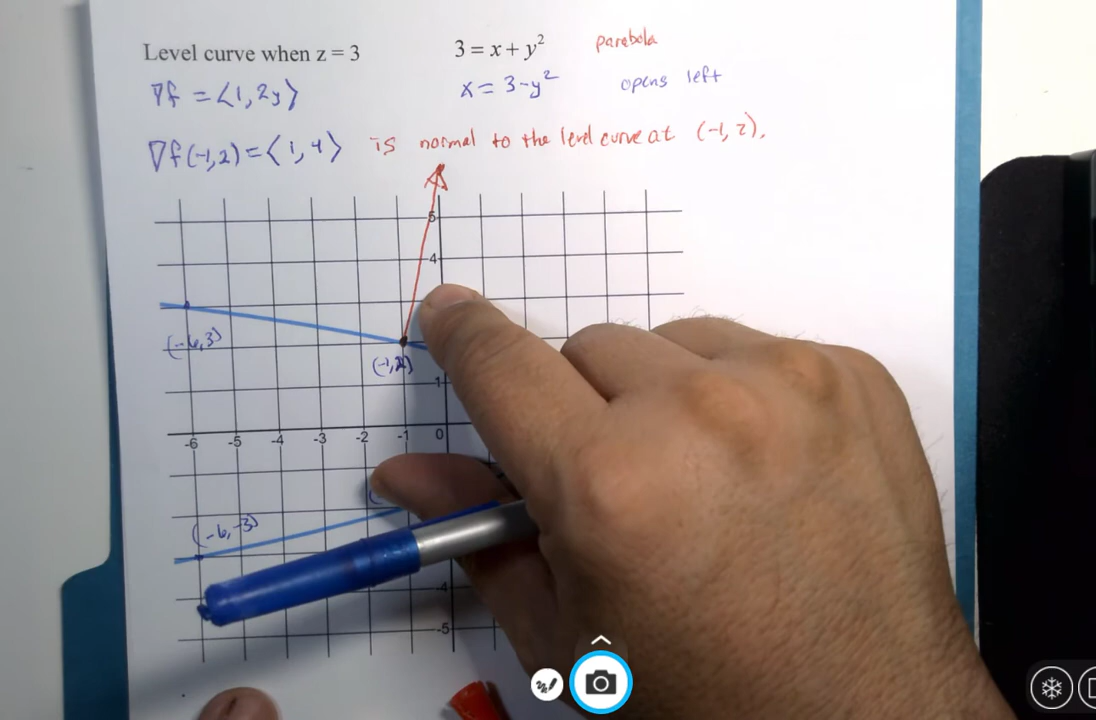 Level curve when z = 3
3 = x + y²
parabola
∇f = ⟨1, 2y⟩
x = 3 - y²
opens left
∇f(-1, 2) = ⟨1, 4⟩
is normal to the level curve at (-1, 2).
5
4
(-6, 3)
(-1, 2)
1
-6 -5 -4 -3 -2 -1 0
(-6, -3)
-4
-5